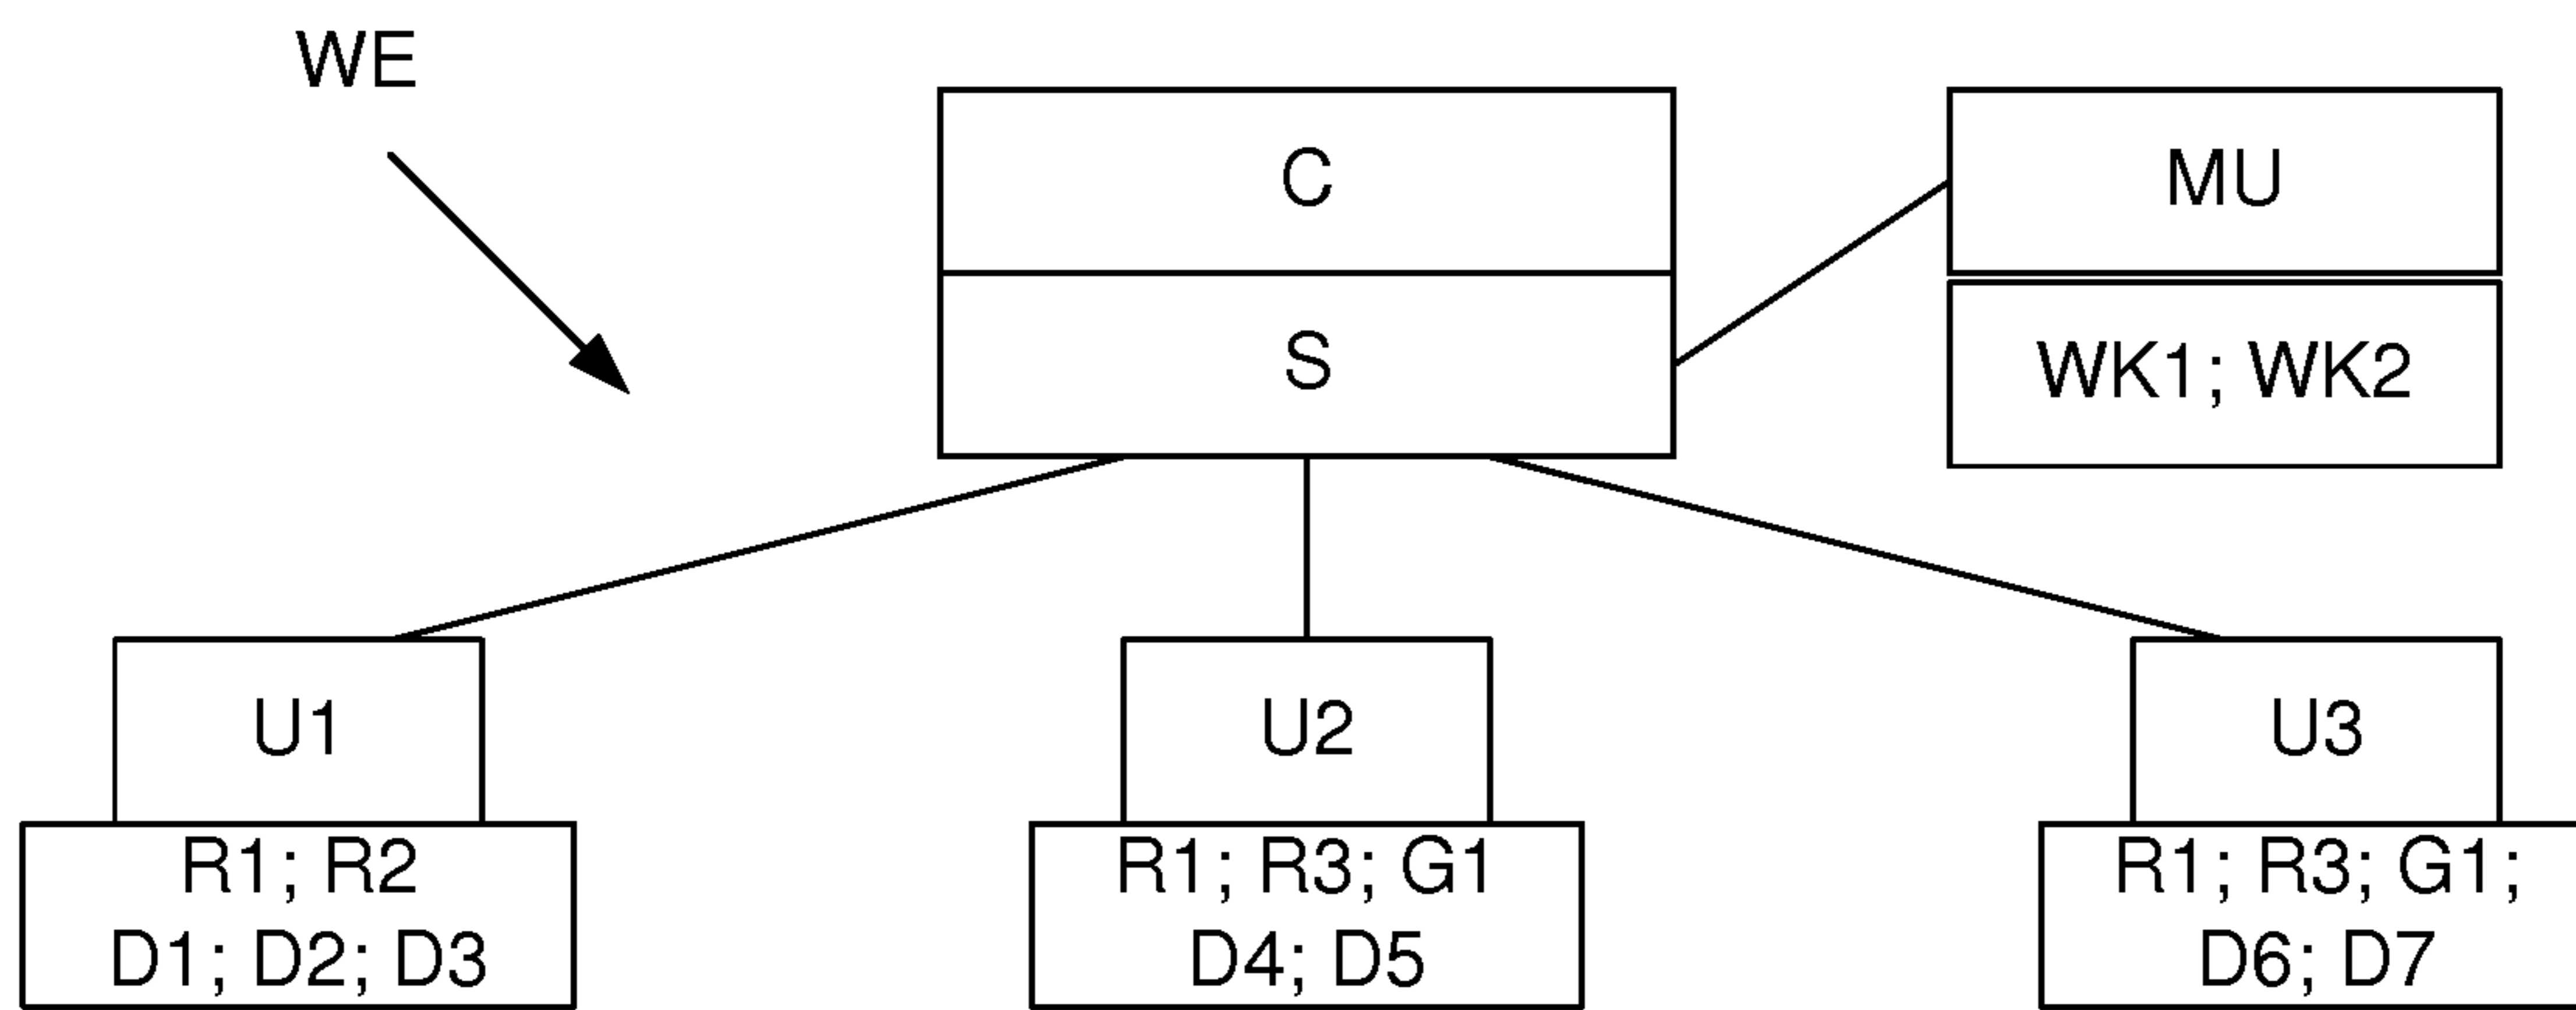 WE
C
MU
S
WK1; WK2
U1
U2
U3
R1; R2
D1; D2; D3
R1; R3; G1
D4; D5
R1; R3; G1;
D6; D7